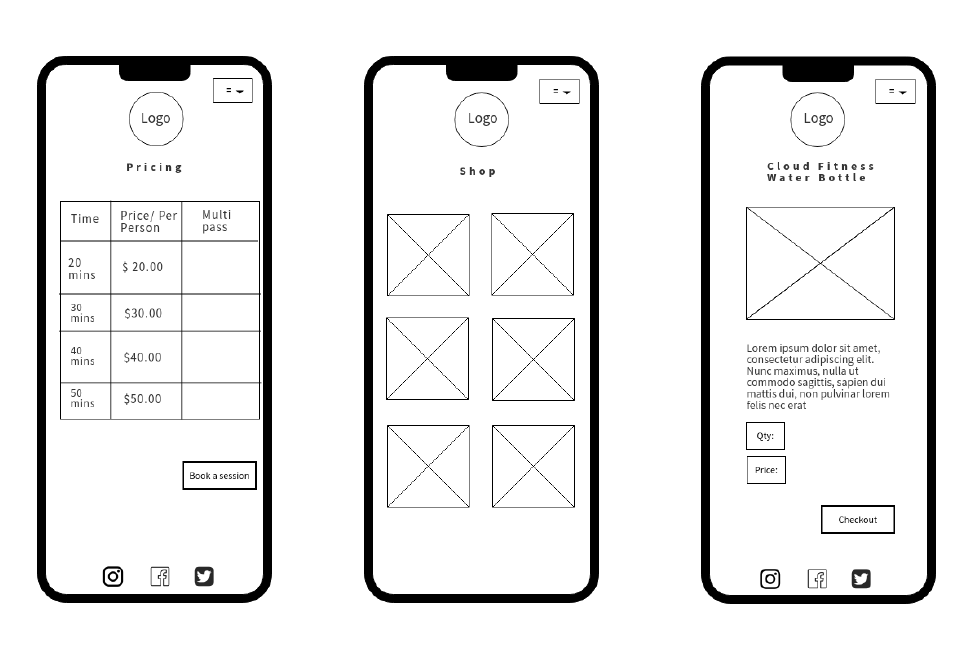 Logo
Pricing
Time
Price/ Per
Person
Multi
pass
20
mins
$ 20.00
30
mins
$30.00
40
mins
$40.00
50
mins
$50.00
Book a session
Logo
Shop
Logo
Cloud Fitness
Water Bottle
Lorem ipsum dolor sit amet,
consectetur adipiscing elit.
Nunc maximus, nulla ut
commodo sagittis, sapien dui
mattis dui, non pulvinar lorem
felis nec erat
Qty:
Price:
Checkout